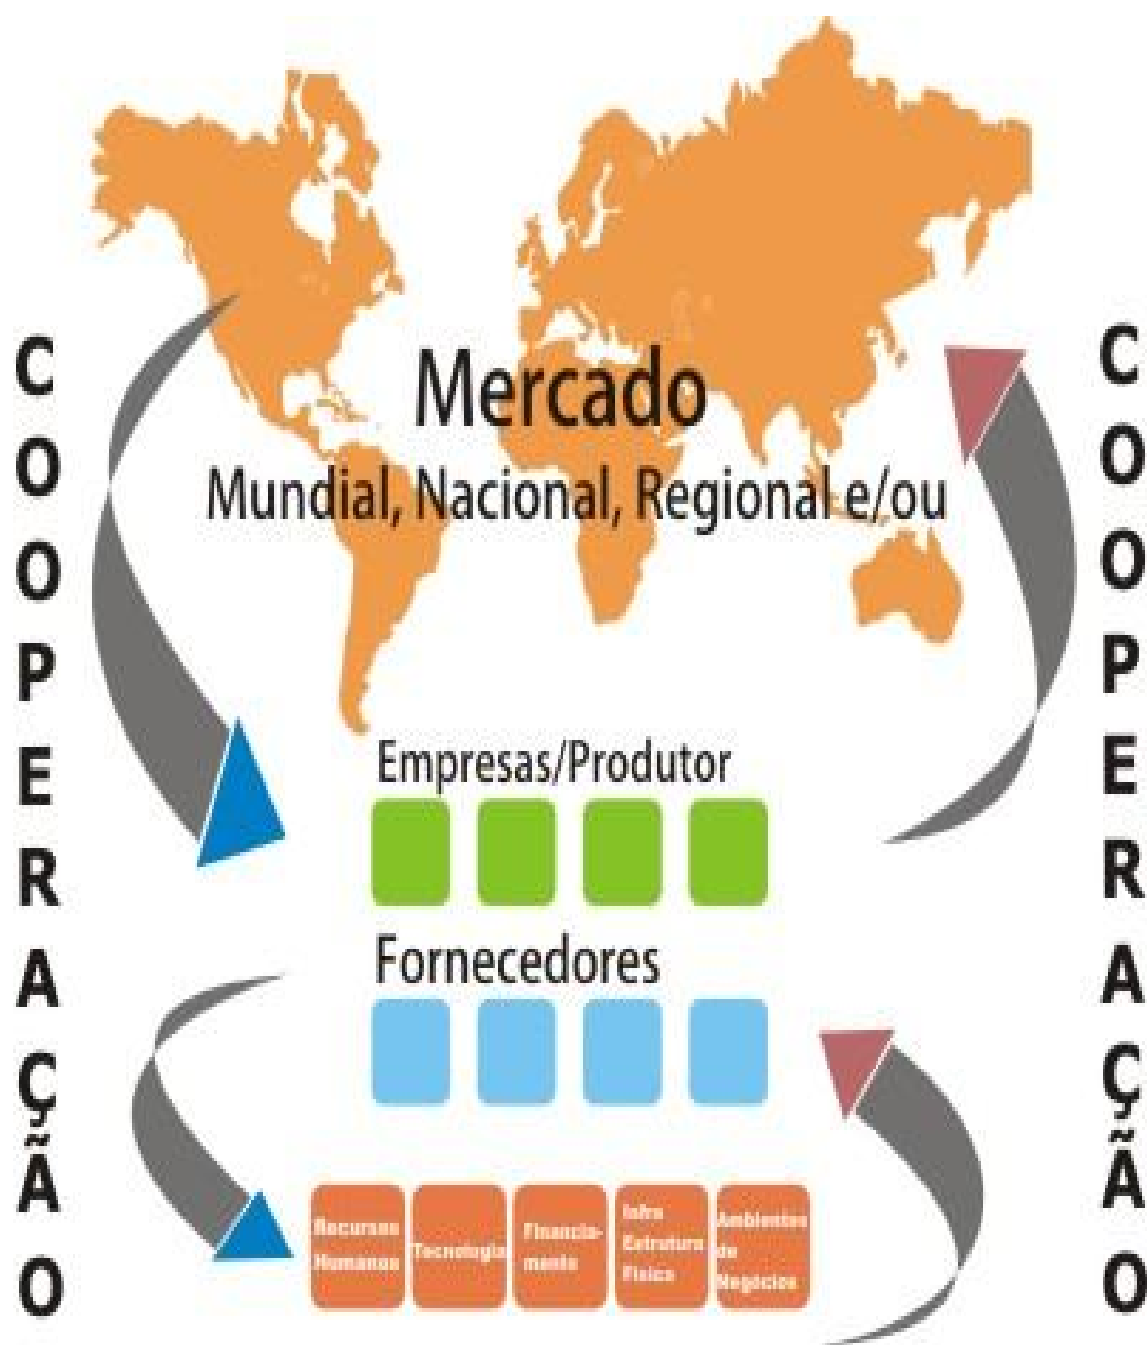 COOPERAÇÃO
Mercado
Mundial, Nacional, Regional e/ou
Empresas/Produtor
Fornecedores
Recursos
Humanos
Tecnologia
Financia-
mento
Infra
Estrutura
Física
Ambientes
de
Negócios
COOPERAÇÃO